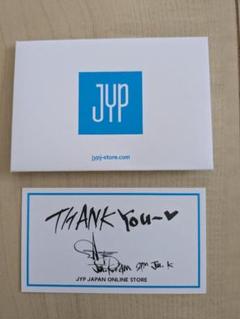 JYP
jypj-store.com
THANK YOU~♥
JYP JAPAN ONLINE STORE